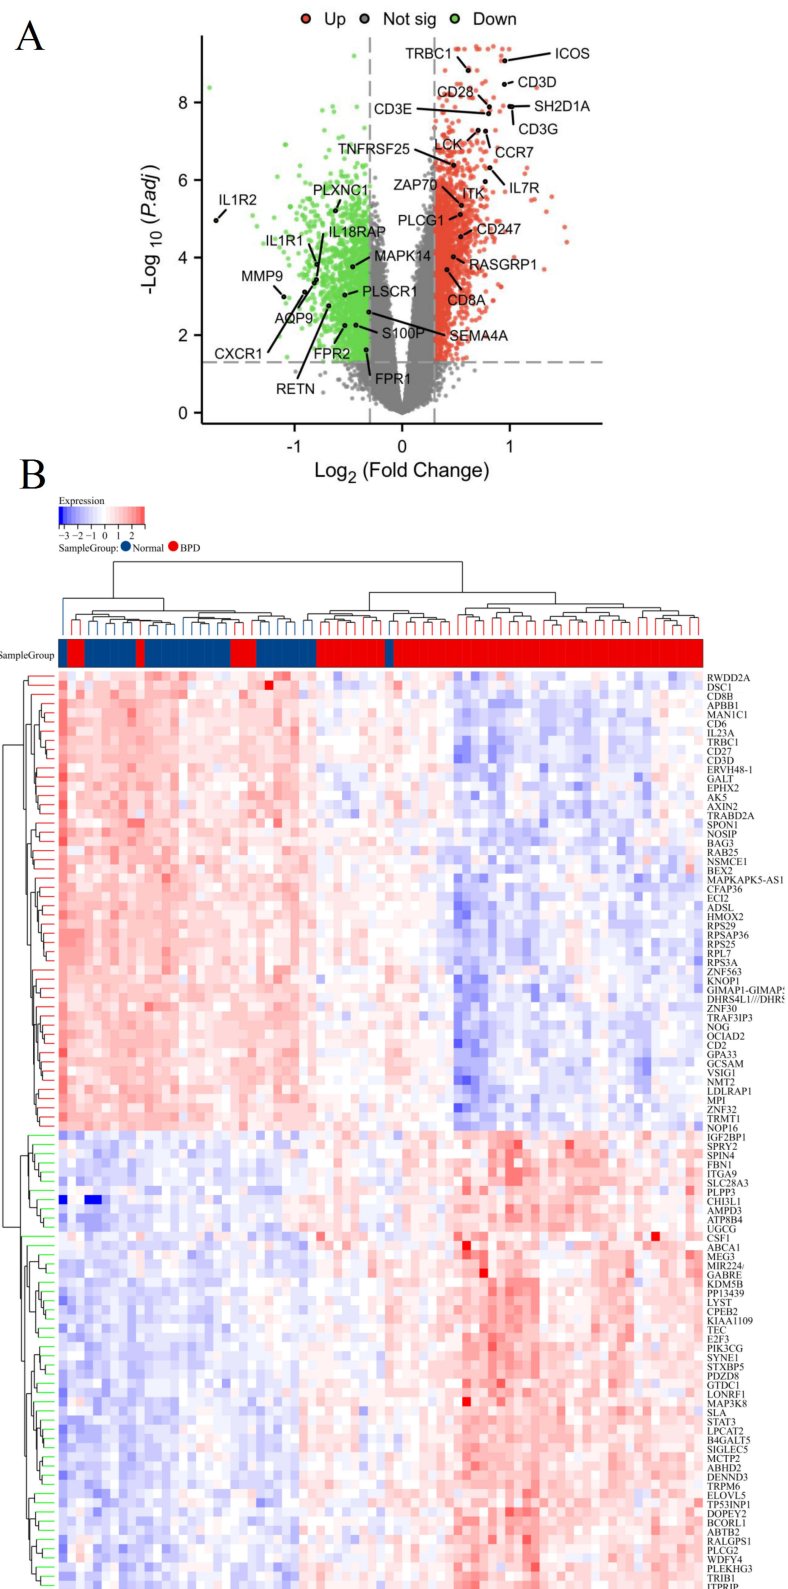 A
Up Not sig Down
TRBC1
ICOS
CD28
CD3D
CD3E
SH2D1A
CD3G
LCK
CCR7
TNFRSF25
ZAP70
ITK
IL7R
PLCG1
CD247
RASGRP1
CD8A
IL1R2
PLXNC1
IL18RAP
IL1R1
MAPK14
MMP9
PLSCR1
AQP9
S100P
SEMA4A
CXCR1
FPR2
RETN
FPR1
8
6
4
2
0
-Log10 (P.adj)
-1 0 1
Log2 (Fold Change)
B
Expression
−3 −2 −1 0 1 2
SampleGroup: Normal BPD
SampleGroup
RWDD2A
DSC1
CD8B
APBB1
MAN1C1
CD6
IL23A
TRBC1
CD27
CD3D
ERVH48-1
GALT
EPHX2
AK5
AXIN2
TRABD2A
SPON1
NOSIP
BAG3
RAB25
NSMCE1
BEX2
MAPKAPK5-AS1
CFAP36
ECI2
ADSL
HMOX2
RPS29
RPSAP36
RPS25
RPL7
RPS3A
ZNF563
KNOP1
GIMAP1-GIMAP5
DHRS4L1///DHRS
ZNF30
TRAF3IP3
NOG
OCIAD2
CD2
GPA33
GCSAM
VSIG1
NMT2
LDLRAP1
MPI
ZNF32
TRMT1
NOP16
IGF2BP1
SPRY2
SPIN4
FBN1
ITGA9
SLC28A3
PLPP3
CHI3L1
AMPD3
ATP8B4
UGCG
CSF1
ABCA1
MEG3
MIR224/
GABRE
KDM5B
PP13439
LYST
CPEB2
KIAA1109
TEC
E2F3
PIK3CG
SYNE1
STXBP5
PDZD8
GTDC1
LONRF1
MAP3K8
SLA
STAT3
LPCAT2
B4GALT5
SIGLEC5
MCTP2
ABHD2
DENND3
TRPM6
ELOVL5
TP53INP1
DOPEY2
BCORL1
ABTB2
RALGPS1
PLCG2
WDFY4
PLEKHG3
TRIB1
ITPRIP